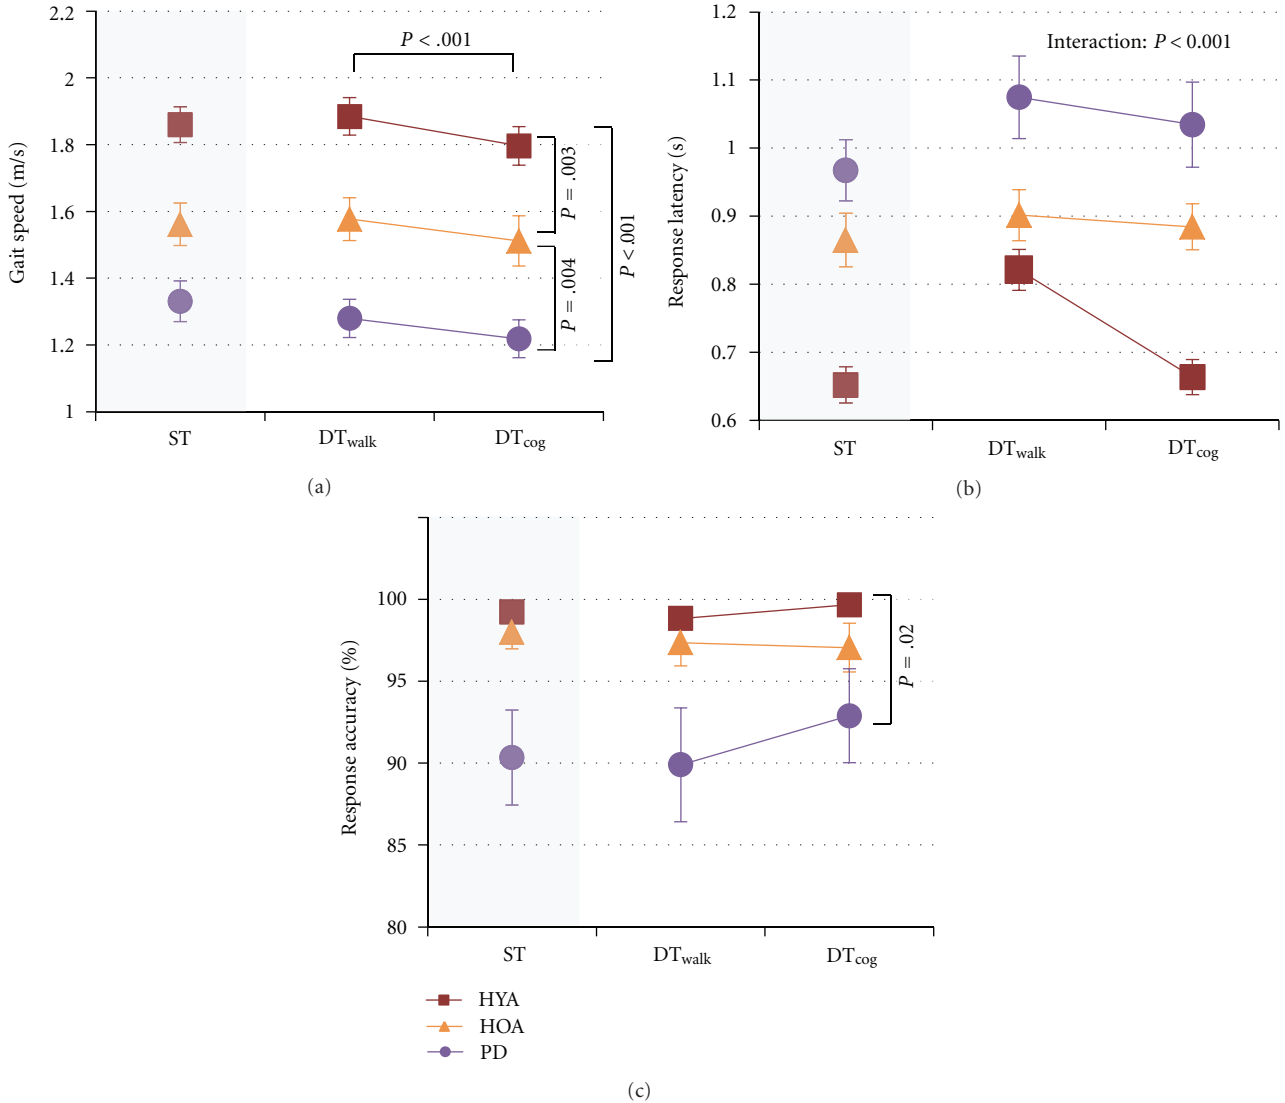 2.2
2
1.8
1.6
1.4
1.3
1.2
1
Gait speed (m/s)
P < .001
P = .003
P = .004
P < .001
ST
DTwalk
DTcog
(a)
1.2
1.1
1
0.9
0.8
0.7
0.6
Response latency (s)
Interaction: P < 0.001
ST
DTwalk
DTcog
(b)
100
95
90
85
80
Response accuracy (%)
P = .02
ST
DTwalk
DTcog
HYA
HOA
PD
(c)